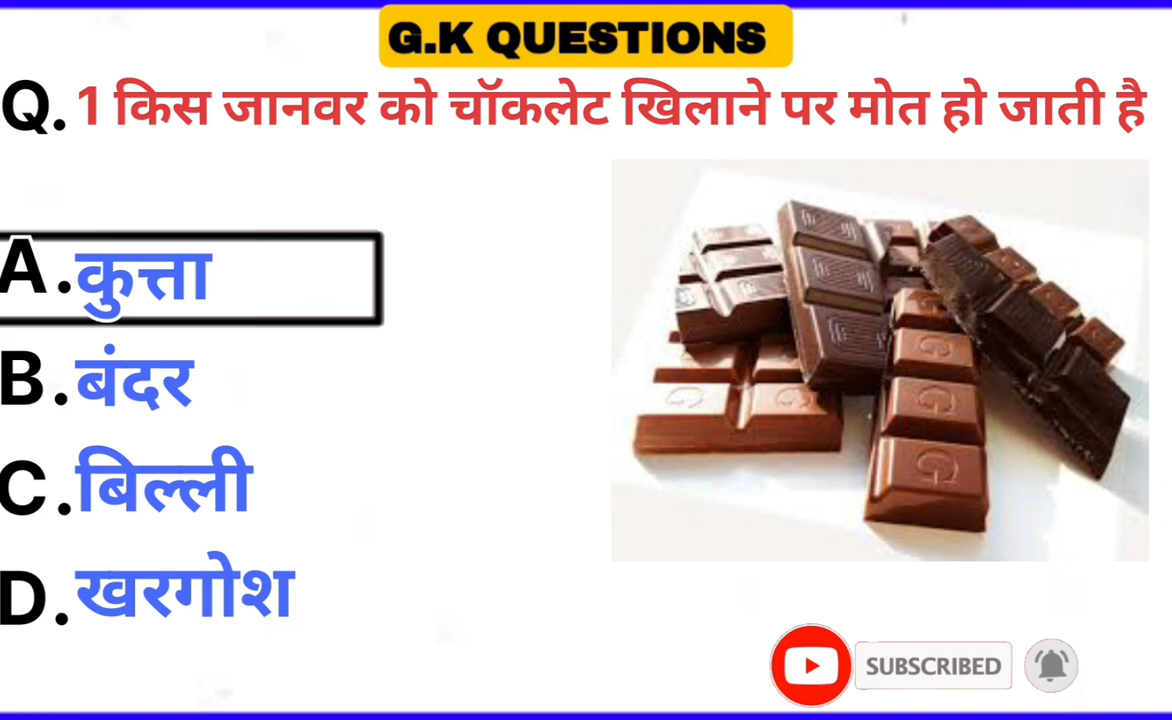 G.K QUESTIONS
Q.1 किस जानवर को चॉकलेट खिलाने पर मोत हो जाती है
A.कुत्ता
B.बंदर
C.बिल्ली
D.खरगोश
G
G
G
G
G
SUBSCRIBED